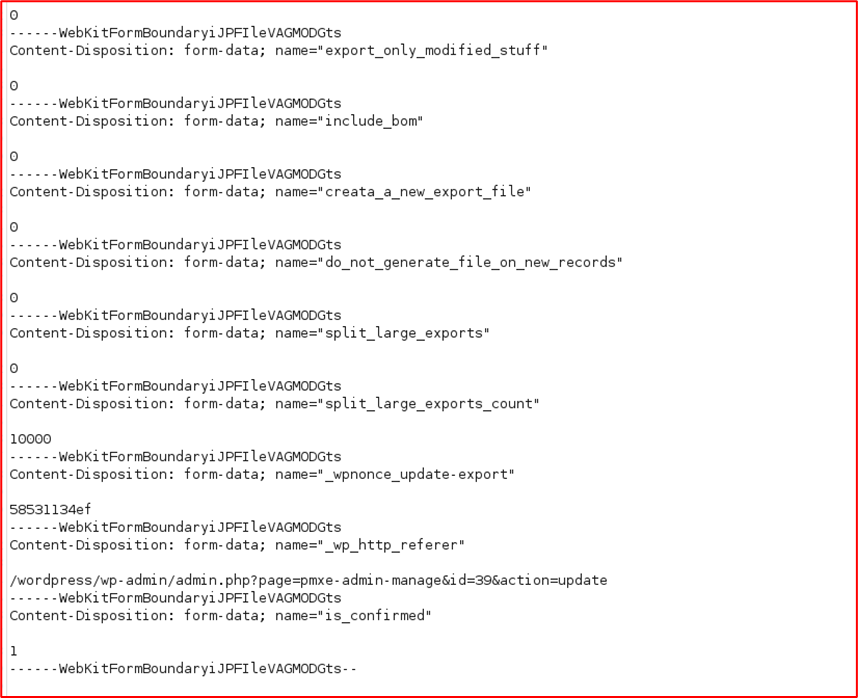 0
------WebKitFormBoundaryiJPFIleVAGMODGts
Content-Disposition: form-data; name="export_only_modified_stuff"
0
------WebKitFormBoundaryiJPFIleVAGMODGts
Content-Disposition: form-data; name="include_bom"
0
------WebKitFormBoundaryiJPFIleVAGMODGts
Content-Disposition: form-data; name="creata_a_new_export_file"
0
------WebKitFormBoundaryiJPFIleVAGMODGts
Content-Disposition: form-data; name="do_not_generate_file_on_new_records"
0
------WebKitFormBoundaryiJPFIleVAGMODGts
Content-Disposition: form-data; name="split_large_exports"
0
------WebKitFormBoundaryiJPFIleVAGMODGts
Content-Disposition: form-data; name="split_large_exports_count"
10000
------WebKitFormBoundaryiJPFIleVAGMODGts
Content-Disposition: form-data; name="_wpnonce_update-export"
58531134ef
------WebKitFormBoundaryiJPFIleVAGMODGts
Content-Disposition: form-data; name="_wp_http_referer"
/wordpress/wp-admin/admin.php?page=pmxe-admin-manage&id=39&action=update
------WebKitFormBoundaryiJPFIleVAGMODGts
Content-Disposition: form-data; name="is_confirmed"
1
------WebKitFormBoundaryiJPFIleVAGMODGts--